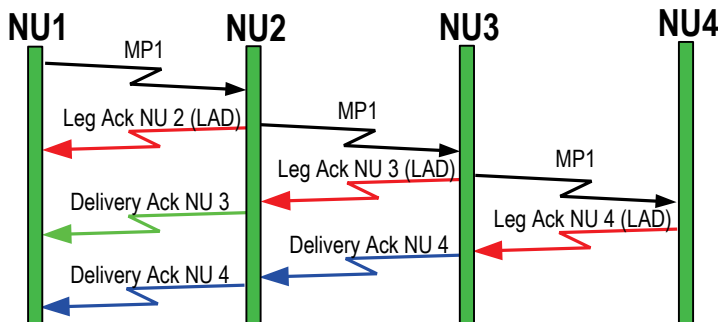 NU1
NU2
NU3
NU4
MP1
Leg Ack NU 2 (LAD)
MP1
Leg Ack NU 3 (LAD)
MP1
Delivery Ack NU 3
Leg Ack NU 4 (LAD)
Delivery Ack NU 4
Delivery Ack NU 4